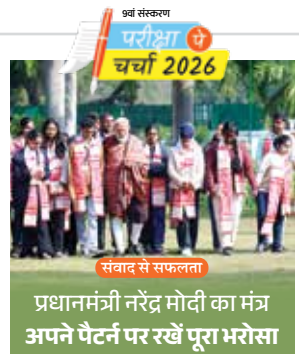 9वां संस्करण
परीक्षा पे
चर्चा 2026
संवाद से सफलता
प्रधानमंत्री नरेंद्र मोदी का मंत्र
अपने पैटर्न पर रखें पूरा भरोसा